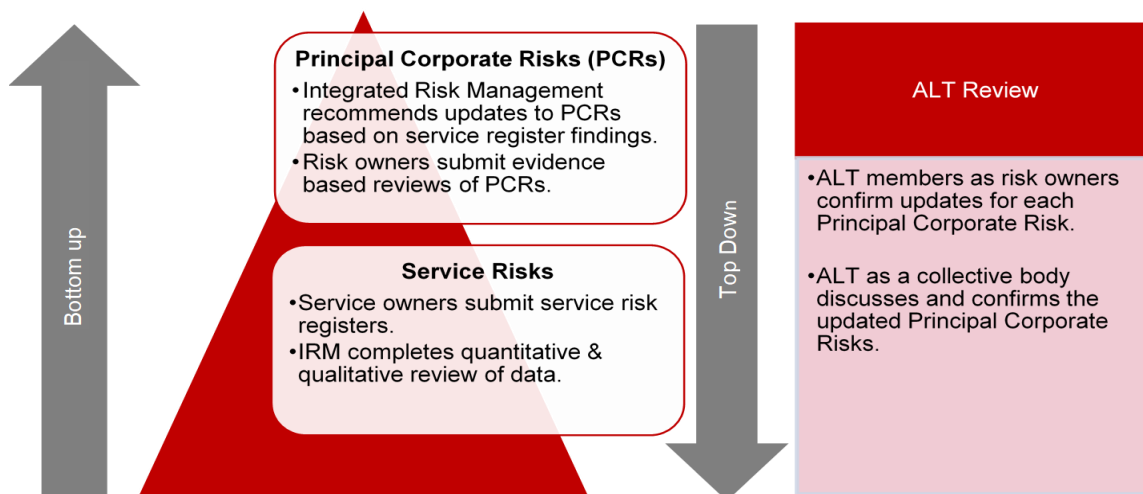 Bottom up
Principal Corporate Risks (PCRs)
•Integrated Risk Management
recommends updates to PCRs
based on service register findings.
•Risk owners submit evidence
based reviews of PCRs.
Service Risks
•Service owners submit service risk
registers.
•IRM completes quantitative &
qualitative review of data.
Top Down
ALT Review
•ALT members as risk owners
confirm updates for each
Principal Corporate Risk.
•ALT as a collective body
discusses and confirms the
updated Principal Corporate
Risks.